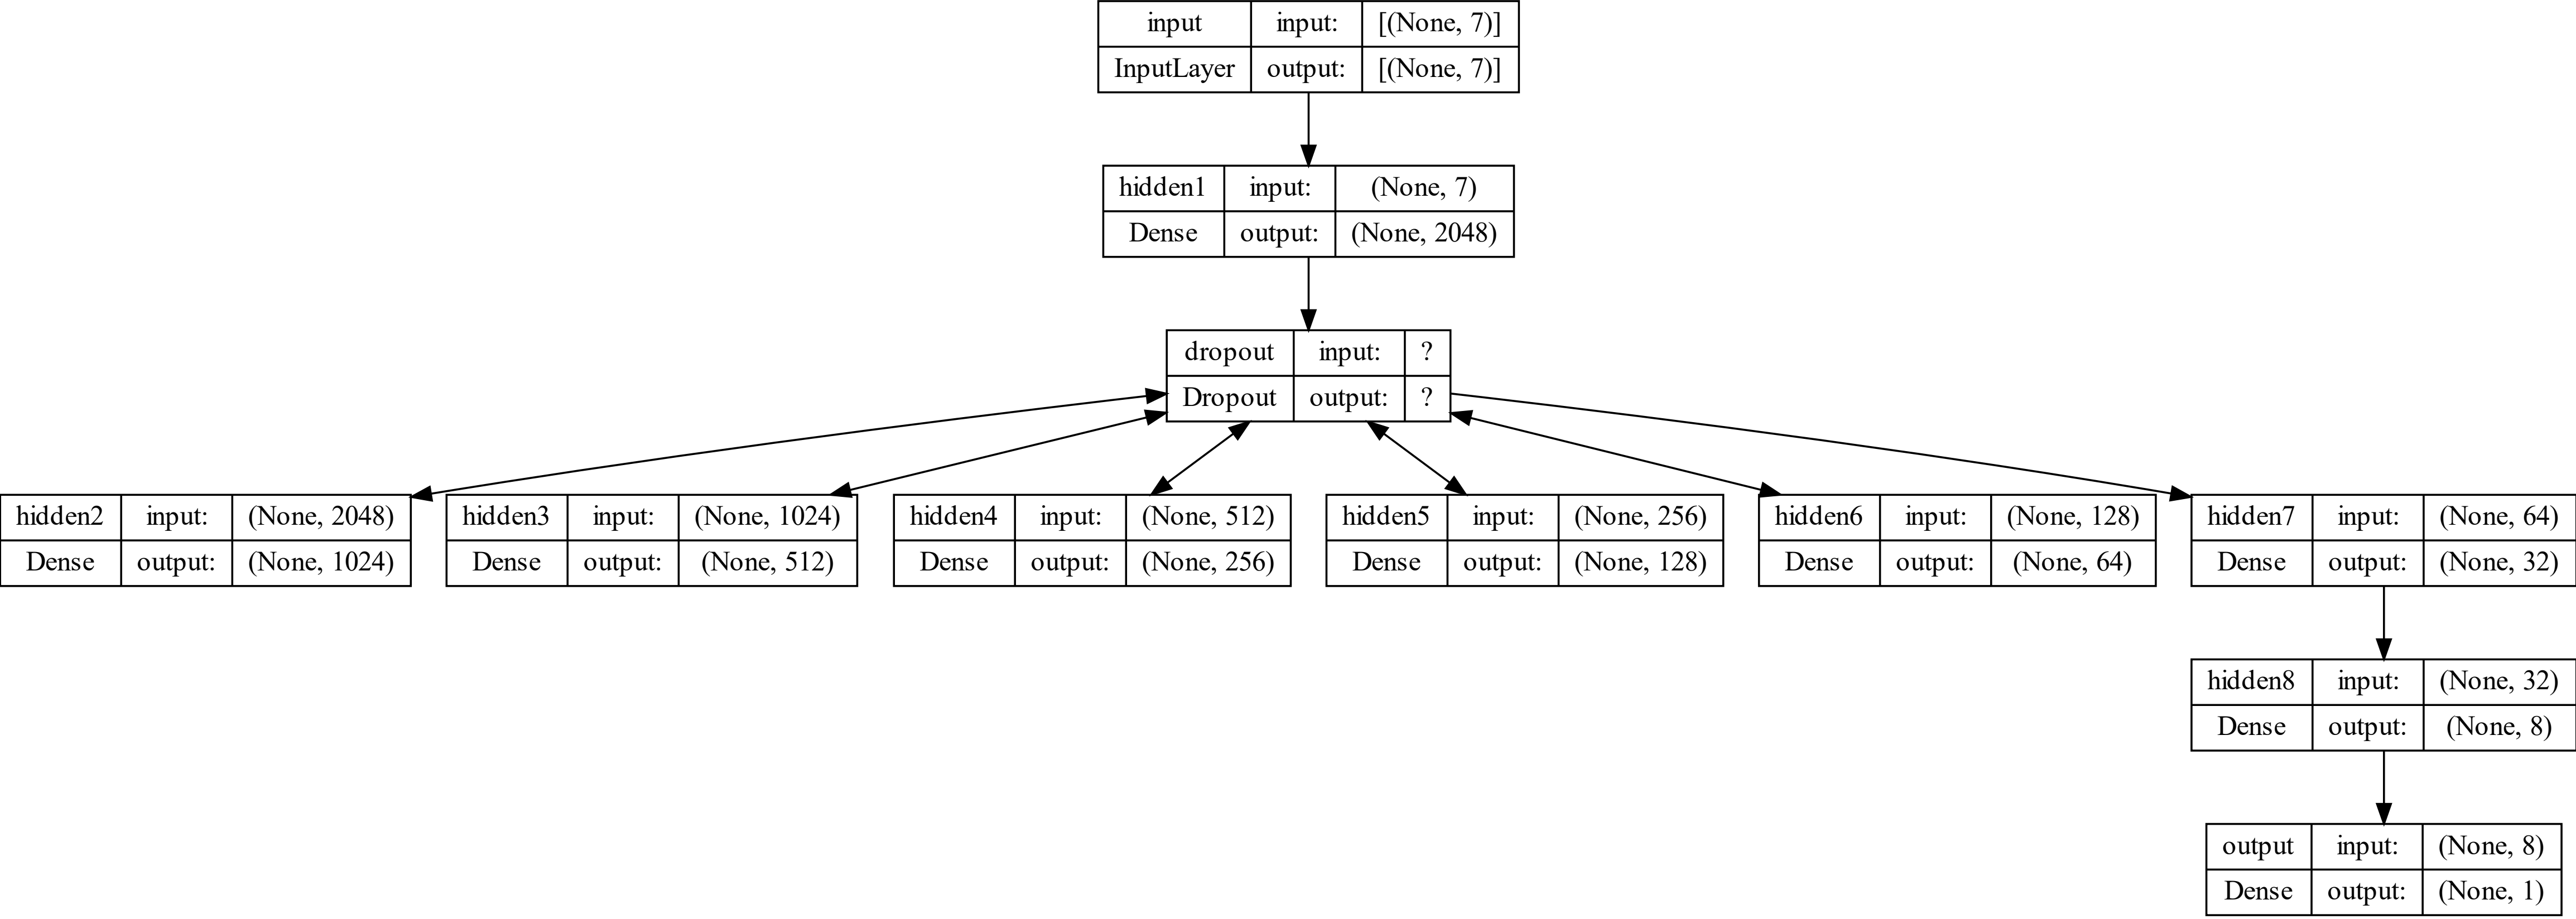 input input: [(None, 7)]
InputLayer output: [(None, 7)]
hidden1 input: (None, 7)
Dense output: (None, 2048)
dropout input: ?
Dropout output: ?
hidden2 input: (None, 2048)
Dense output: (None, 1024)
hidden3 input: (None, 1024)
Dense output: (None, 512)
hidden4 input: (None, 512)
Dense output: (None, 256)
hidden5 input: (None, 256)
Dense output: (None, 128)
hidden6 input: (None, 128)
Dense output: (None, 64)
hidden7 input: (None, 64)
Dense output: (None, 32)
hidden8 input: (None, 32)
Dense output: (None, 8)
output input: (None, 8)
Dense output: (None, 1)